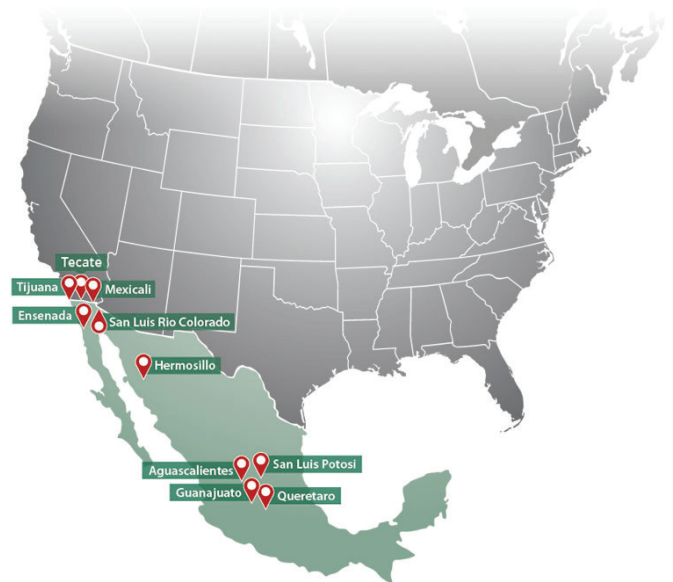 Tecate
Tijuana
Mexicali
Ensenada
San Luis Rio Colorado
Hermosillo
San Luis Potosi
Aguascalientes
Guanajuato
Queretaro